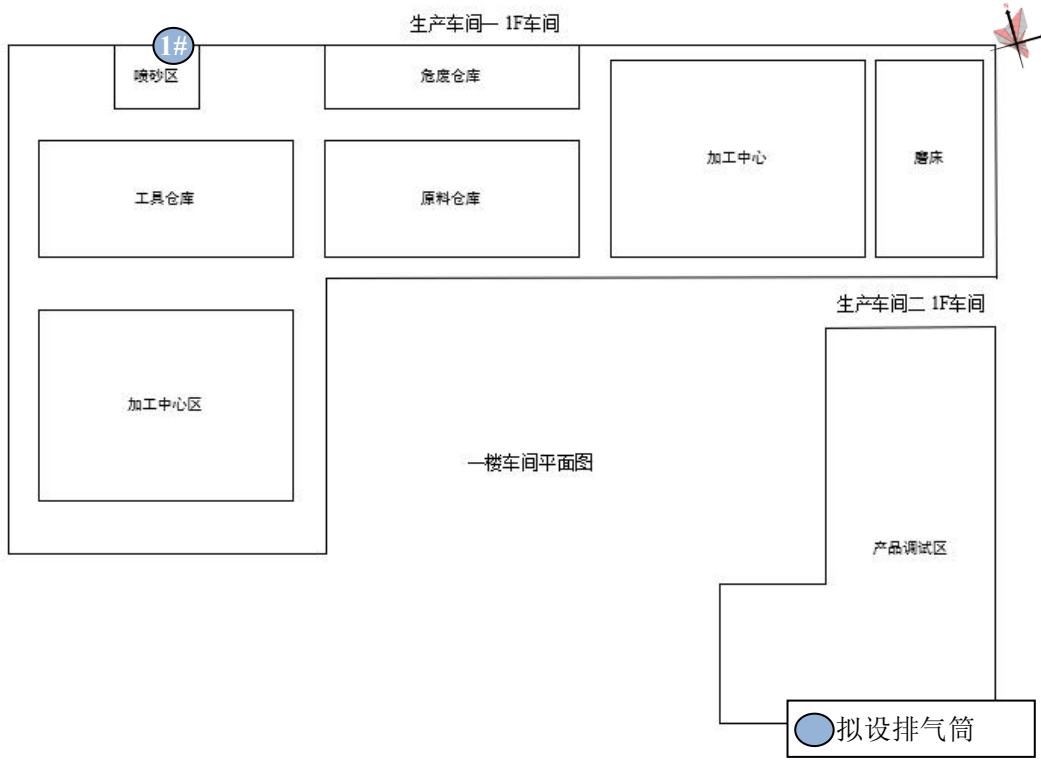 生产车间一 1F车间
1#
喷砂区
危废仓库
加工中心
磨床
工具仓库
原料仓库
生产车间二 1F车间
加工中心区
一楼车间平面图
产品调试区
拟设排气筒